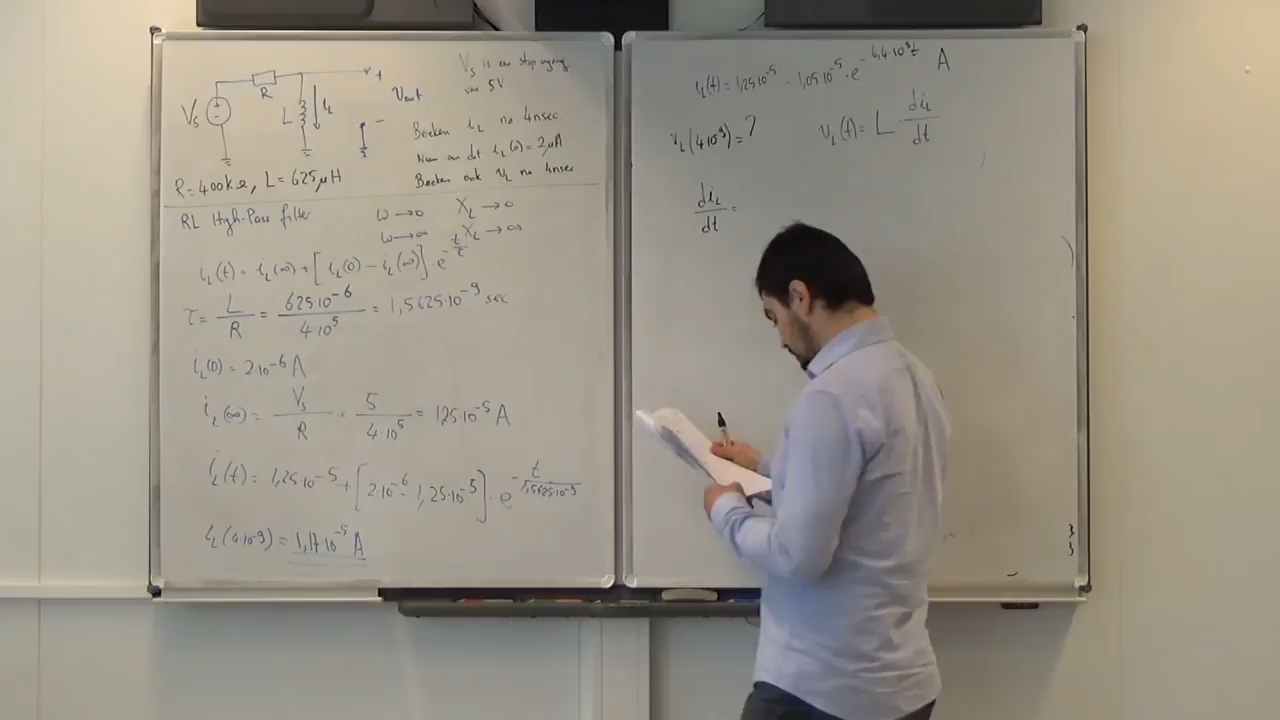 Vs is een stap ingang
van 5V
Vs
R
L
iL
+
-
Vout
Bereken iL na 4nsec.
Neem aan dat iL(0) = 2μA
Bereken ook VL na 4nsec
R = 400kΩ, L = 625μH
RL High-Pass filter
ω → 0 XL → 0
ω → ∞ XL → ∞
iL(t) = iL(∞) + [iL(0) - iL(∞)] · e^(-t/τ)
τ = L/R = 625·10^-6 / 4·10^5 = 1,5625·10^-9 sec
iL(0) = 2·10^-6 A
iL(∞) = Vs/R = 5 / 4·10^5 = 1,25·10^-5 A
iL(t) = 1,25·10^-5 + [2·10^-6 - 1,25·10^-5] · e^(-t/1,5625·10^-9)
iL(4·10^-9) = 1,17·10^-5 A
iL(t) = 1,25·10^-5 - 1,05·10^-5 · e^(-6,4·10^8 t) A
vL(4·10^-9) = ? vL(t) = L · diL/dt
diL/dt =